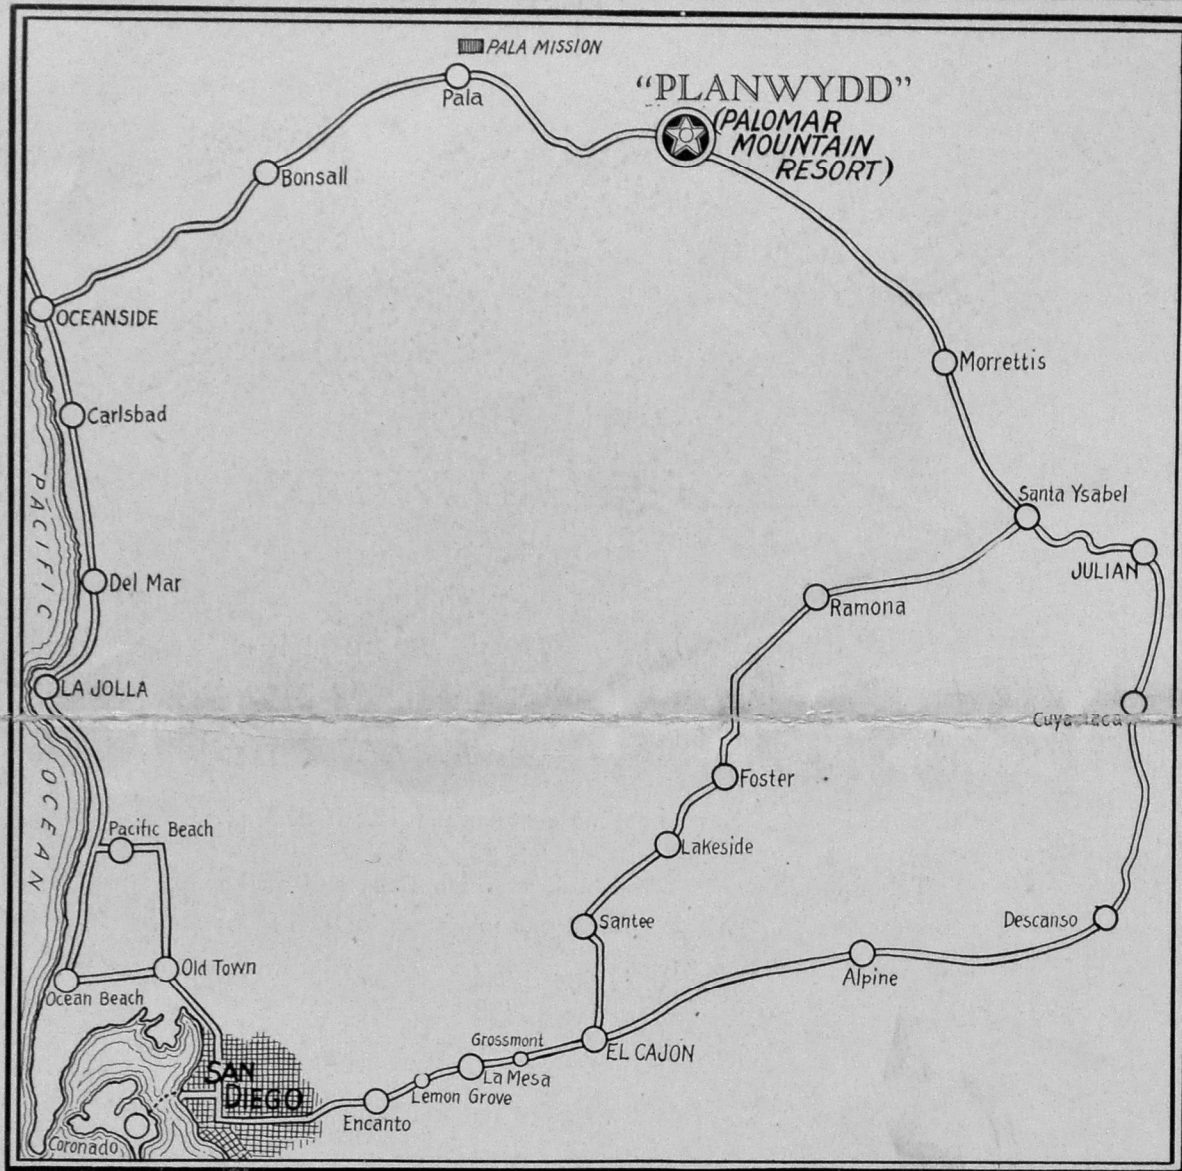 PALA MISSION
Pala
"PLANWYDD"
(PALOMAR
MOUNTAIN
RESORT)
Bonsall
OCEANSIDE
Morrettis
Carlsbad
Santa Ysabel
PACIFIC
JULIAN
Del Mar
Ramona
LA JOLLA
Foster
OCEAN
Pacific Beach
Lakeside
Santee
Descanso
Old Town
Alpine
Ocean Beach
Grossmont
EL CAJON
SAN
DIEGO
La Mesa
Lemon Grove
Encanto
Coronado